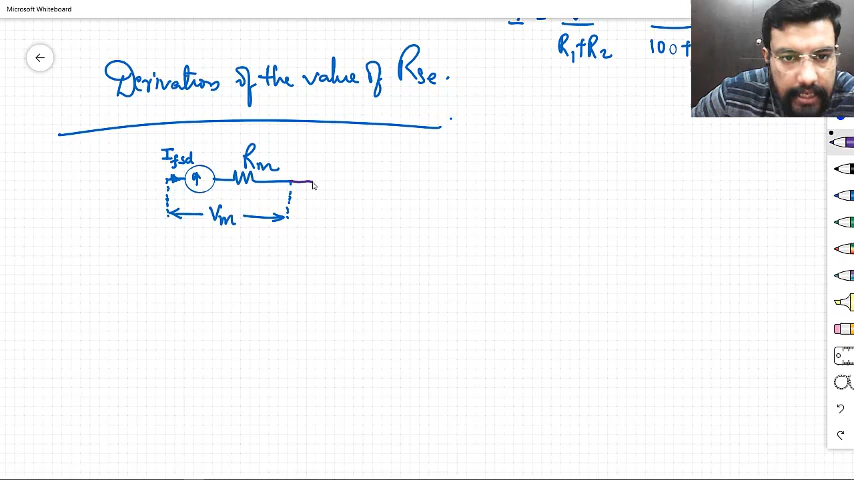 Microsoft Whiteboard
R1+R2
100+
Derivation of the value of Rse.
Ifsd
Rm
Vm